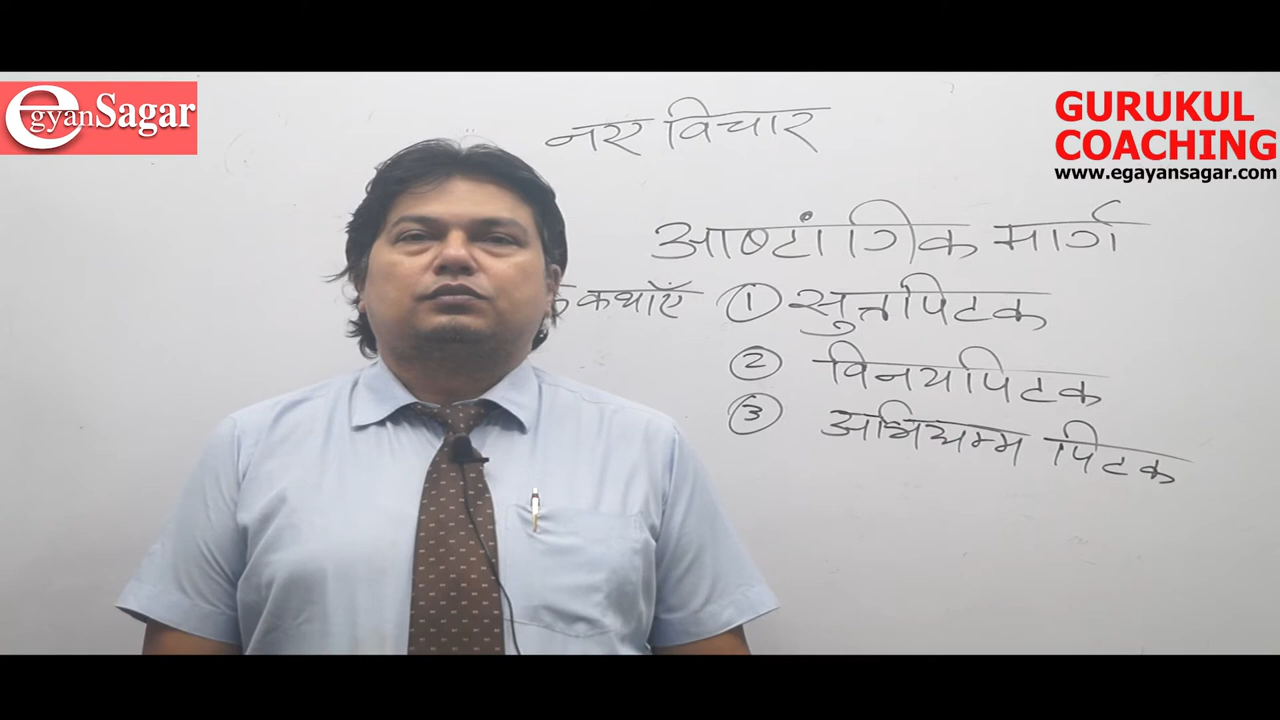 egyanSagar
GURUKUL
COACHING
www.egayansagar.com
नए विचार
आष्टांगिक मार्ग
कथाएँ ① सुत्तपिटक
② विनयपिटक
③ अभिधम्म पिटक